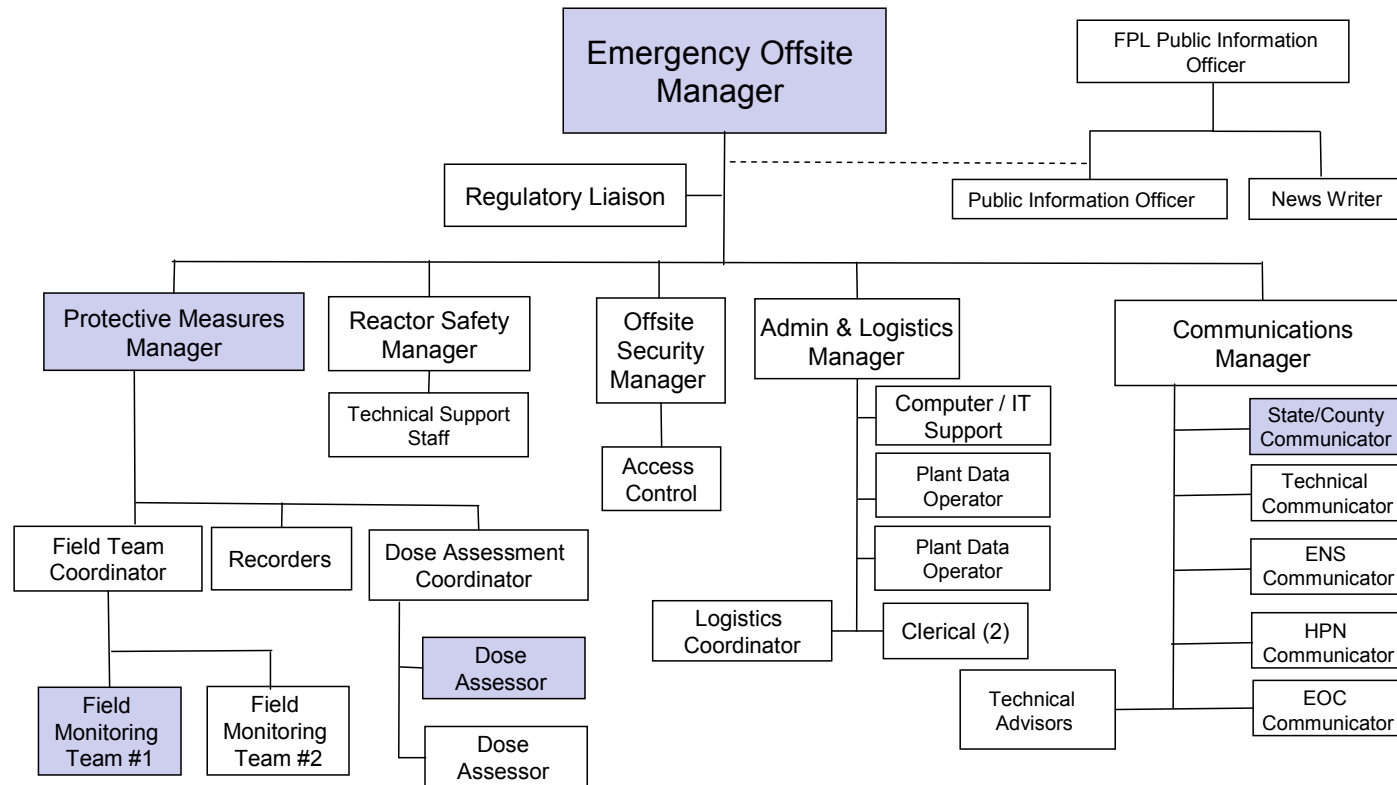 Emergency Offsite
Manager
FPL Public Information
Officer
Regulatory Liaison
Public Information Officer
News Writer
Protective Measures
Manager
Reactor Safety
Manager
Offsite
Security
Manager
Admin & Logistics
Manager
Communications
Manager
Technical Support
Staff
Access
Control
Computer / IT
Support
Plant Data
Operator
Plant Data
Operator
Logistics
Coordinator
Clerical (2)
State/County
Communicator
Technical
Communicator
ENS
Communicator
HPN
Communicator
EOC
Communicator
Technical
Advisors
Field Team
Coordinator
Recorders
Dose Assessment
Coordinator
Dose
Assessor
Dose
Assessor
Field
Monitoring
Team #1
Field
Monitoring
Team #2